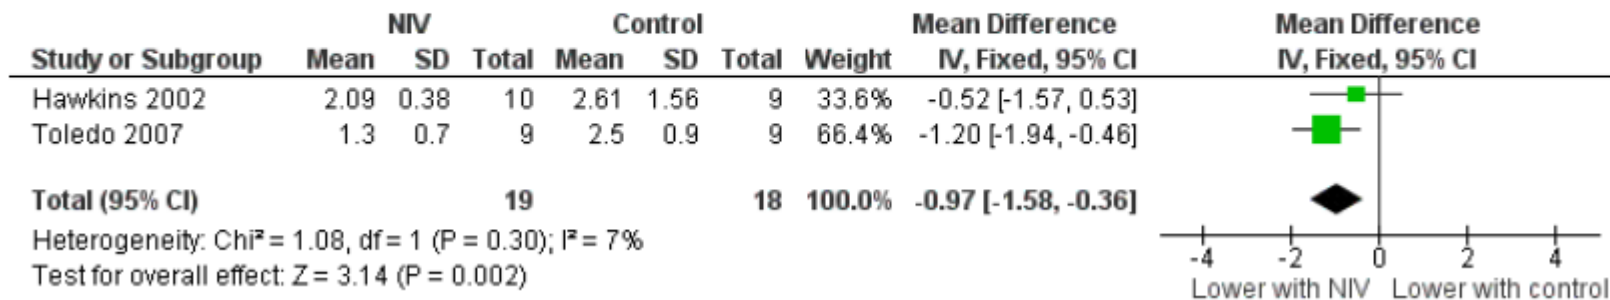 NIV Control Mean Difference Mean Difference
Study or Subgroup Mean SD Total Mean SD Total Weight IV, Fixed, 95% CI IV, Fixed, 95% CI
Hawkins 2002 2.09 0.38 10 2.61 1.56 9 33.6% -0.52 [-1.57, 0.53]
Toledo 2007 1.3 0.7 9 2.5 0.9 9 66.4% -1.20 [-1.94, -0.46]
Total (95% CI) 19 18 100.0% -0.97 [-1.58, -0.36]
Heterogeneity: Chi² = 1.08, df = 1 (P = 0.30); I² = 7%
Test for overall effect: Z = 3.14 (P = 0.002)
-4 -2 0 2 4
Lower with NIV Lower with control